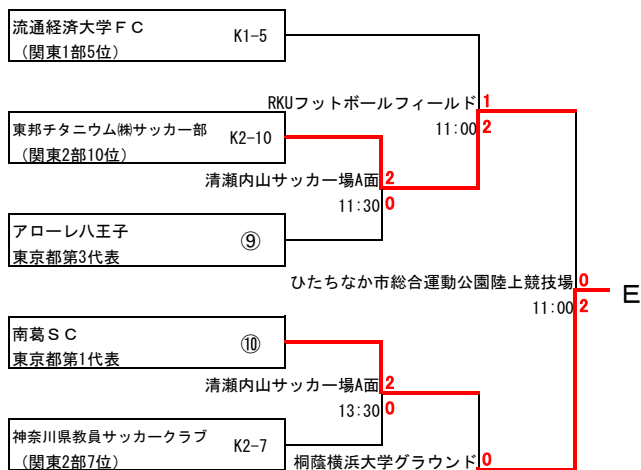 流通経済大学ＦＣ
（関東1部5位）
K1-5
RKUフットボールフィールド
1
11:00
2
東邦チタニウム㈱サッカー部
（関東2部10位）
K2-10
清瀬内山サッカー場A面
2
11:30
0
アローレ八王子
東京都第3代表
⑨
ひたちなか市総合運動公園陸上競技場
0
11:00
2
E
南葛ＳＣ
東京都第1代表
⑩
清瀬内山サッカー場A面
2
13:30
0
神奈川県教員サッカークラブ
（関東2部7位）
K2-7
桐蔭横浜大学グラウンド
0